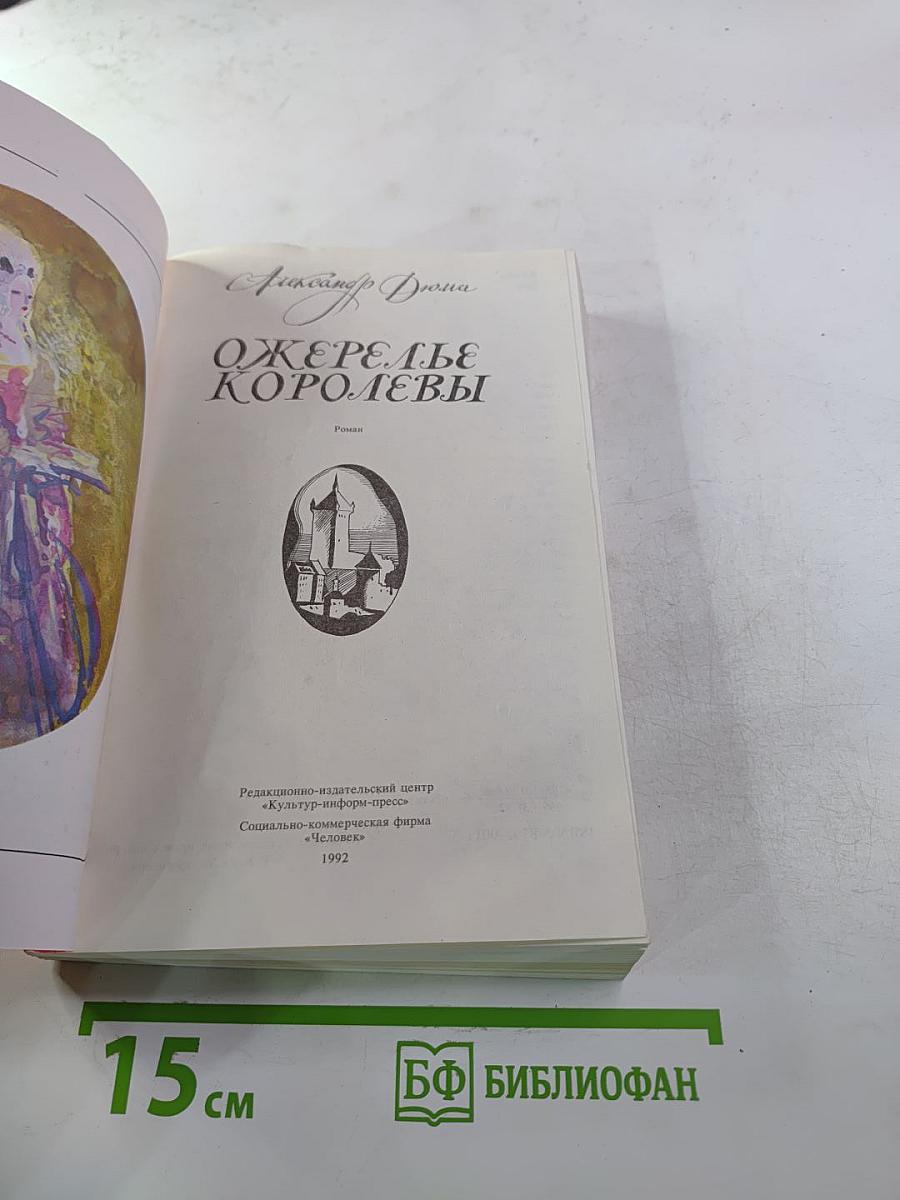 Александр Дюма
ОЖЕРЕЛЬЕ
КОРОЛЕВЫ
Роман
Редакционно-издательский центр
«Культур-информ-пресс»
Социально-коммерческая фирма
«Человек»
1992
15 см
БФ БИБЛИОФАН